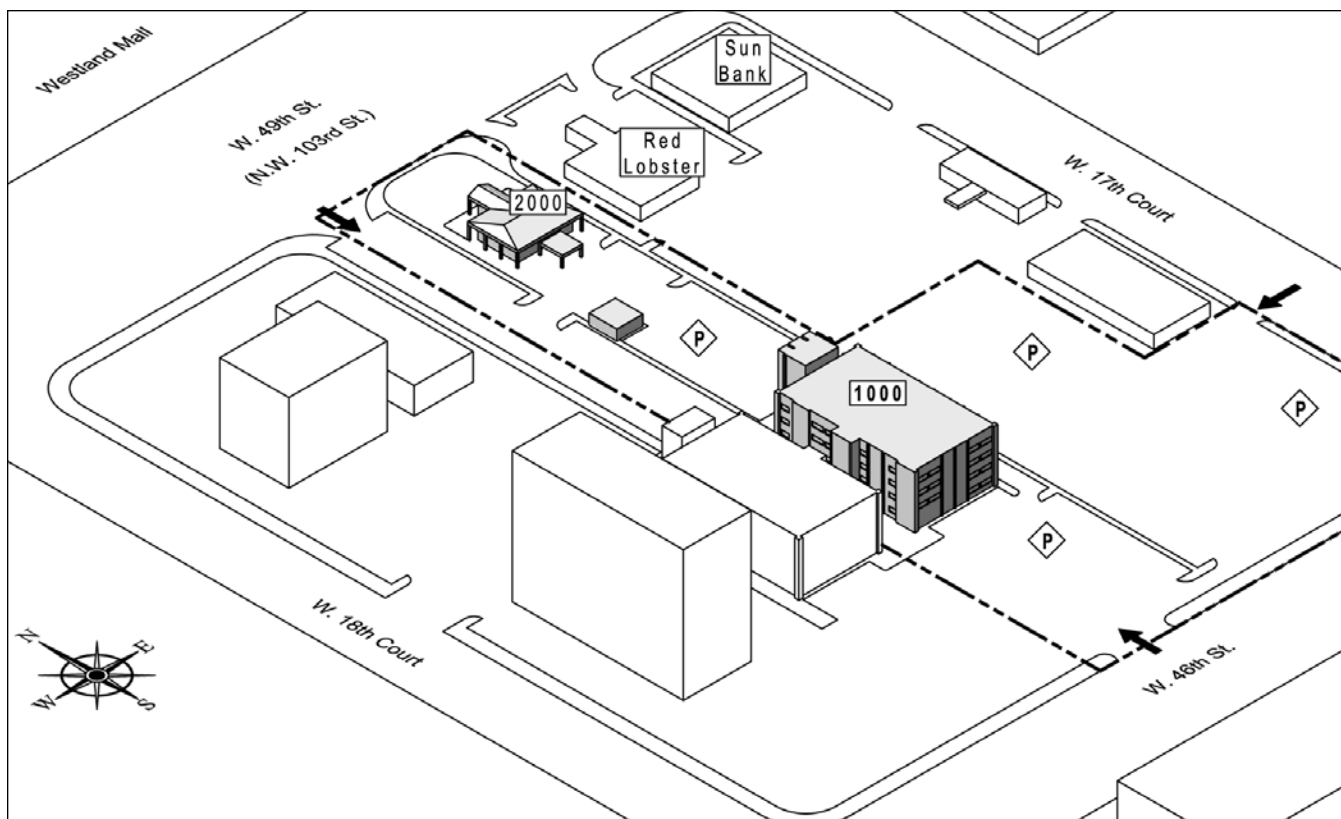 Westland Mall
W. 49th St.
(N.W. 103rd St.)
Sun
Bank
Red
Lobster
2000
W. 17th Court
P
P
P
1000
P
W. 18th Court
W. 46th St.
N
E
W
S